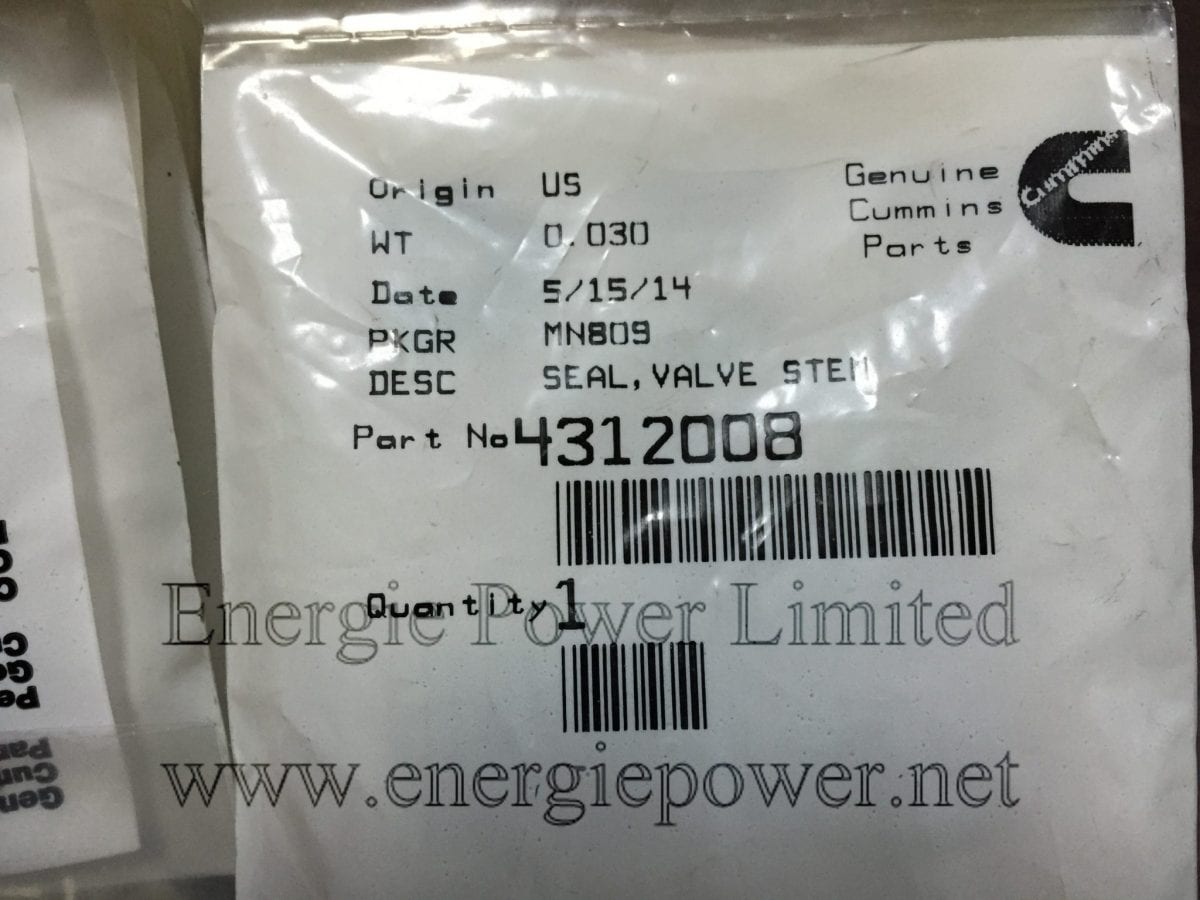 Origin US
WT 0.030
Date 5/15/14
PKGR MN809
DESC SEAL,VALVE STEM
Part No 4312008
Quantity 1
Genuine
Cummins
Parts
Cummins
Energie Power Limited
www.energiepower.net